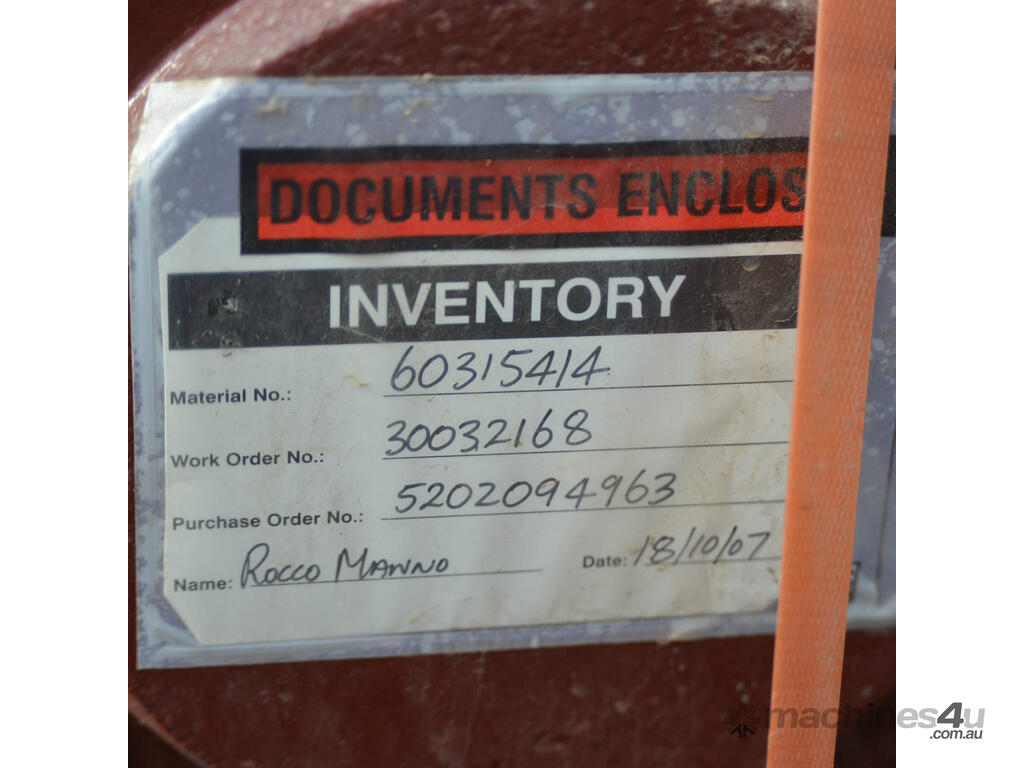 DOCUMENTS ENCLOS
INVENTORY
Material No.: 60315414
Work Order No.: 30032168
Purchase Order No.: 5202094963
Name: Rocco Manno Date: 18/10/07
machines4u
.com.au